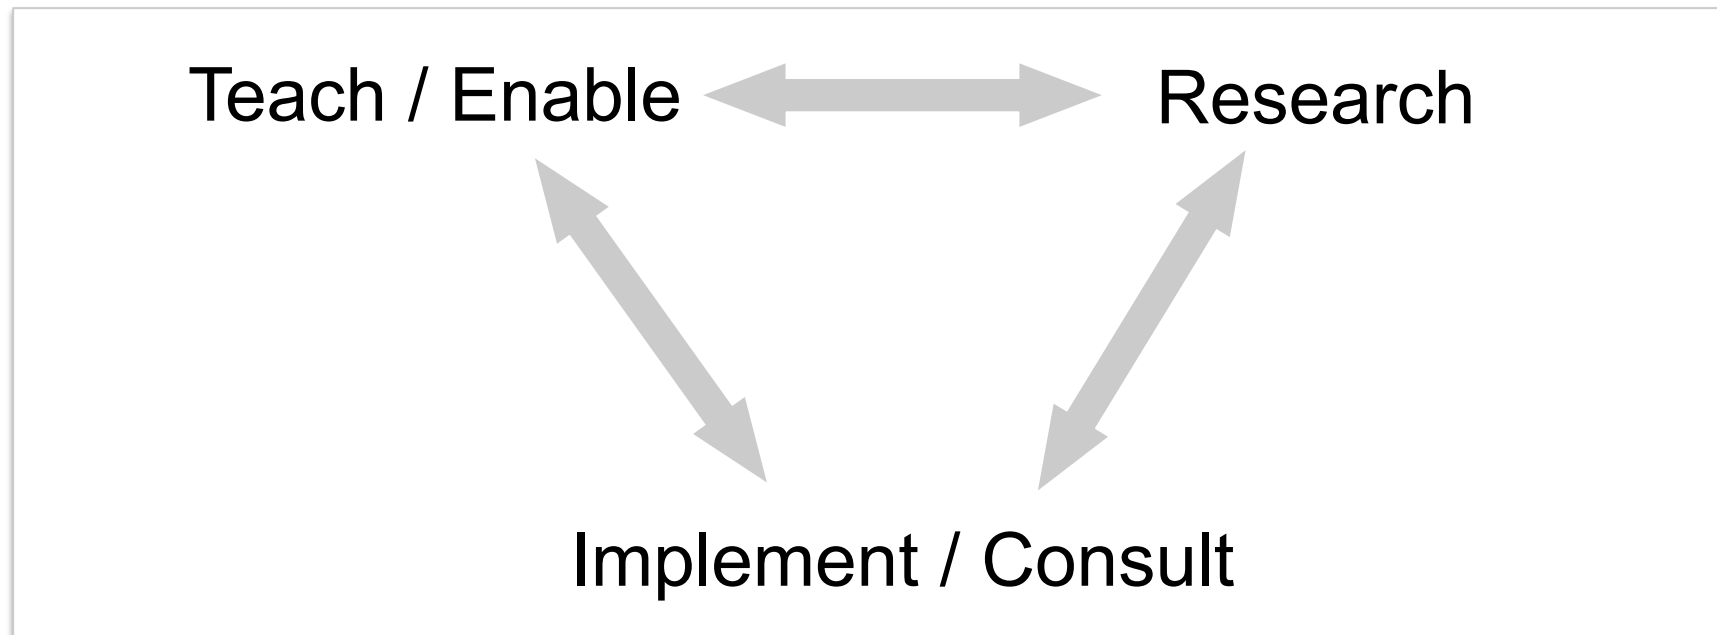 Teach / Enable
Research
Implement / Consult